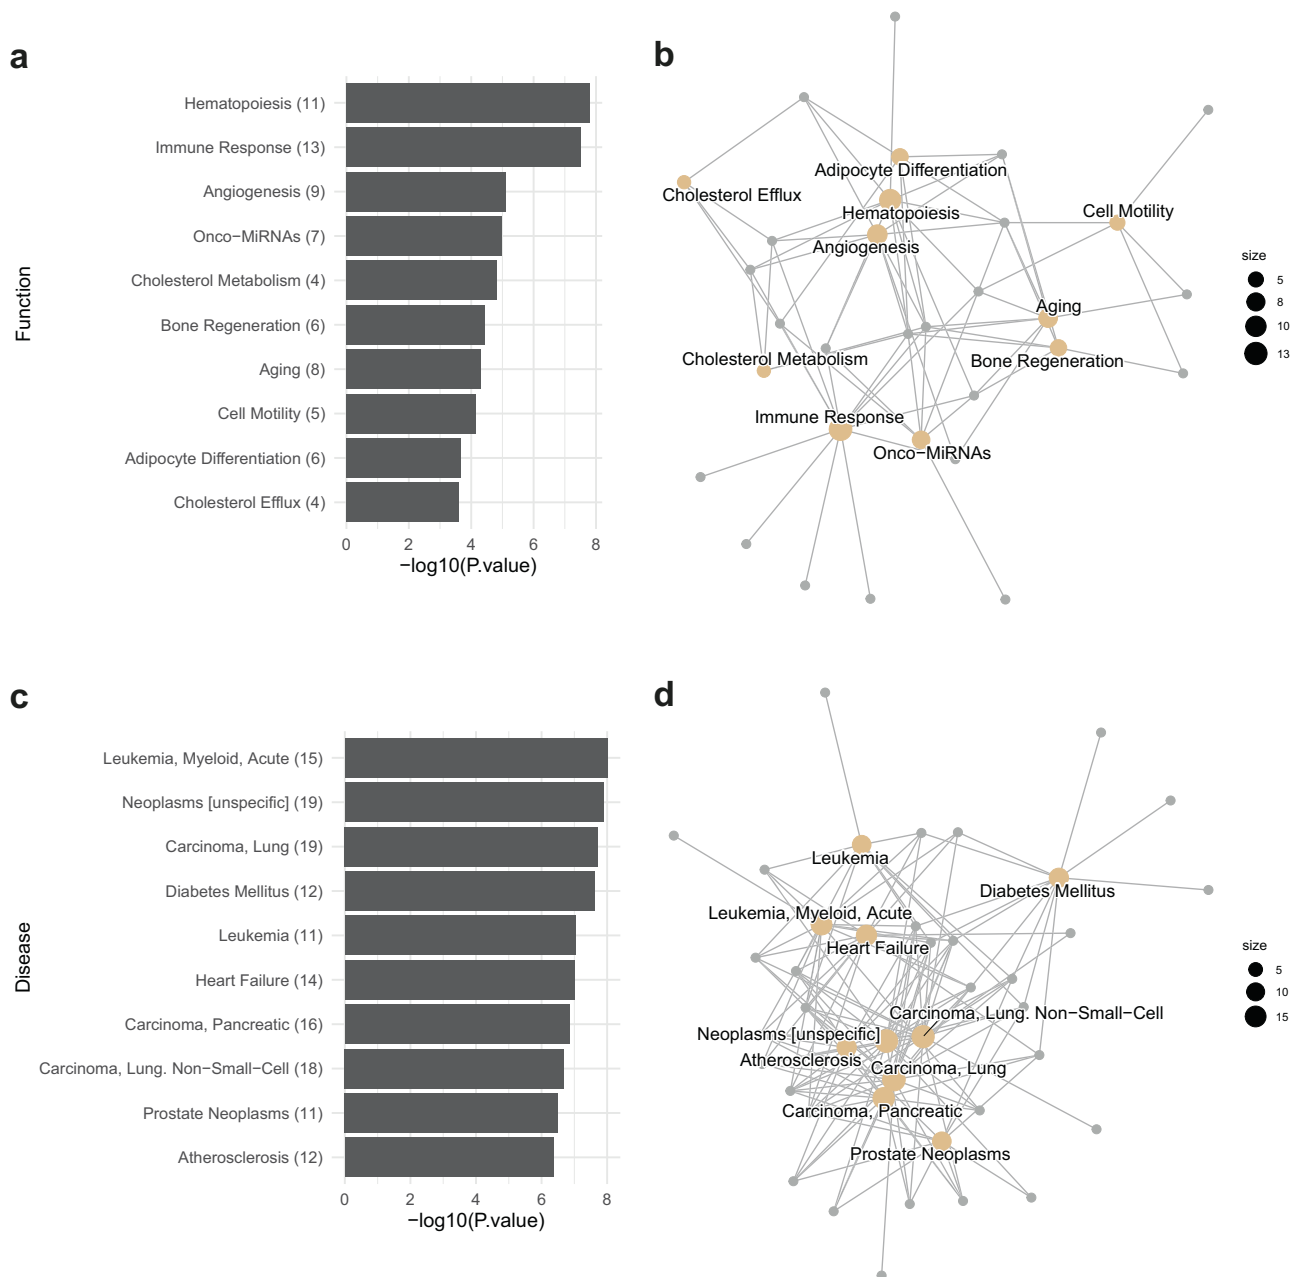 a
Function
Hematopoiesis (11)
Immune Response (13)
Angiogenesis (9)
Onco−MiRNAs (7)
Cholesterol Metabolism (4)
Bone Regeneration (6)
Aging (8)
Cell Motility (5)
Adipocyte Differentiation (6)
Cholesterol Efflux (4)
0 2 4 6 8
−log10(P.value)
b
Adipocyte Differentiation
Cholesterol Efflux
Hematopoiesis
Cell Motility
Angiogenesis
Aging
Cholesterol Metabolism
Bone Regeneration
Immune Response
Onco−MiRNAs
size
5
8
10
13
c
Disease
Leukemia, Myeloid, Acute (15)
Neoplasms [unspecific] (19)
Carcinoma, Lung (19)
Diabetes Mellitus (12)
Leukemia (11)
Heart Failure (14)
Carcinoma, Pancreatic (16)
Carcinoma, Lung. Non−Small−Cell (18)
Prostate Neoplasms (11)
Atherosclerosis (12)
0 2 4 6 8
−log10(P.value)
d
Leukemia
Diabetes Mellitus
Leukemia, Myeloid, Acute
Heart Failure
Carcinoma, Lung. Non−Small−Cell
Neoplasms [unspecific]
Atherosclerosis
Carcinoma, Lung
Carcinoma, Pancreatic
Prostate Neoplasms
size
5
10
15